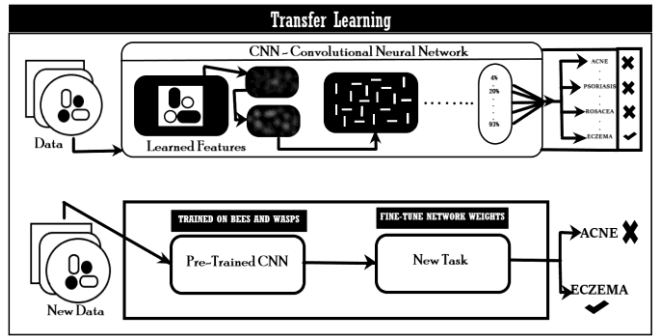 Transfer Learning
CNN - Convolutional Neural Network
Data
Learned Features
4%
20%
93%
ACNE
PSORIASIS
ROSACEA
ECZEMA
TRAINED ON BEES AND WASPS
FINE-TUNE NETWORK WEIGHTS
New Data
Pre-Trained CNN
New Task
ACNE
ECZEMA